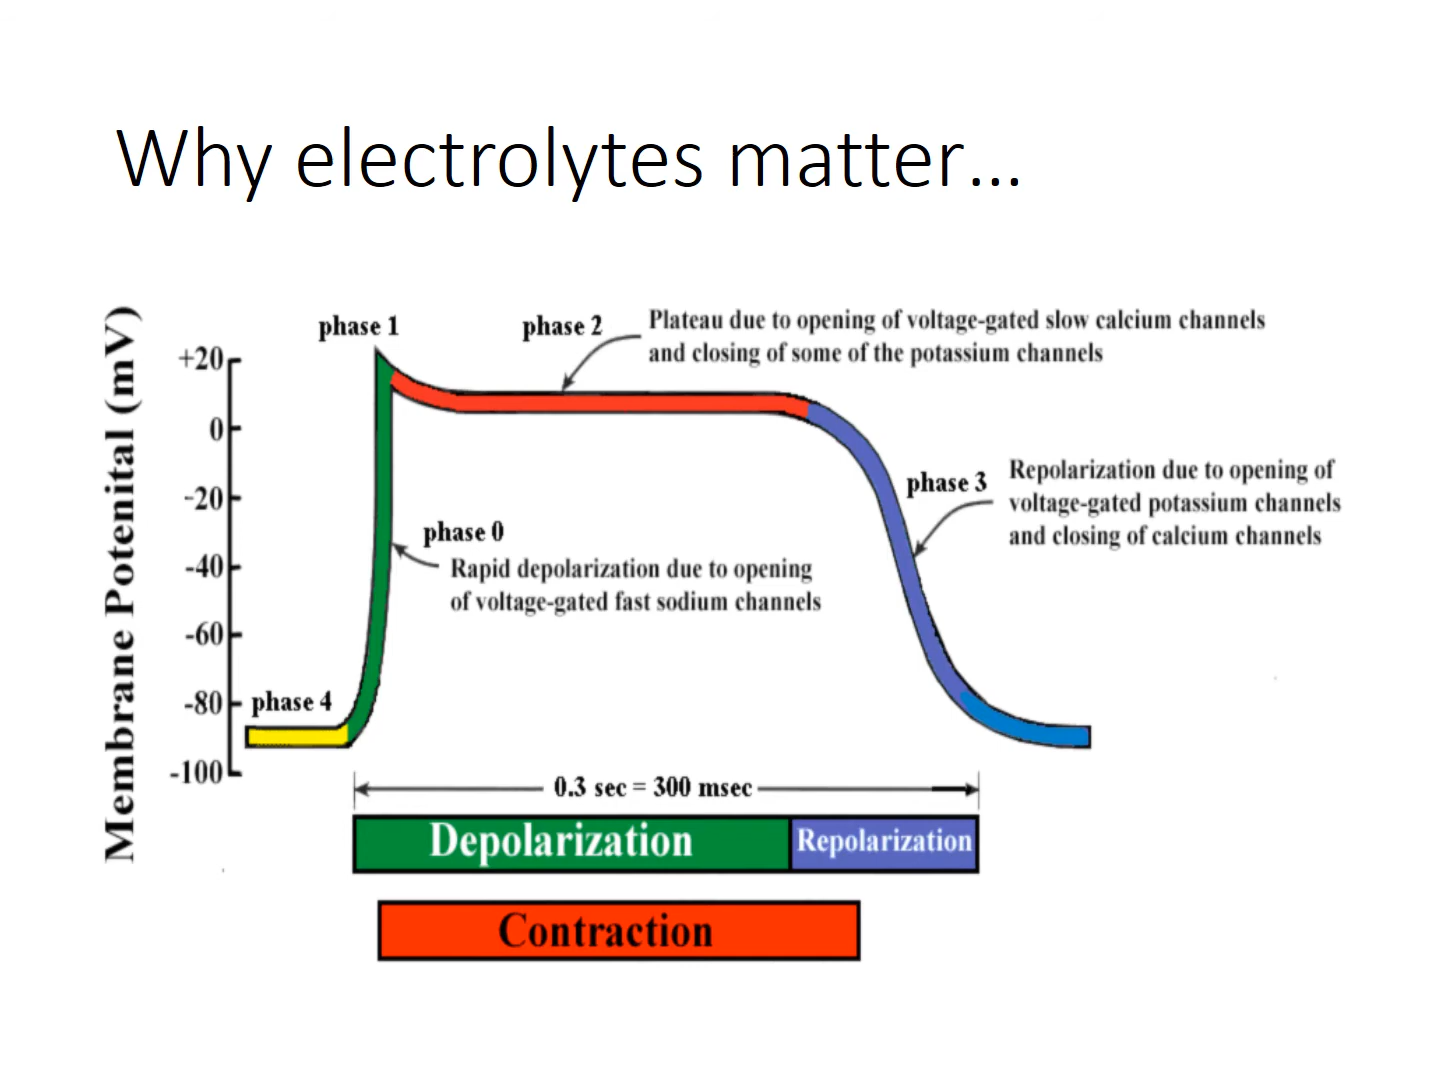 Why electrolytes matter...
Membrane Potenital (mV)
+20
0
-20
-40
-60
-80
-100
phase 1
phase 2
Plateau due to opening of voltage-gated slow calcium channels
and closing of some of the potassium channels
phase 3
Repolarization due to opening of
voltage-gated potassium channels
and closing of calcium channels
phase 0
Rapid depolarization due to opening
of voltage-gated fast sodium channels
phase 4
0.3 sec = 300 msec
Depolarization
Repolarization
Contraction